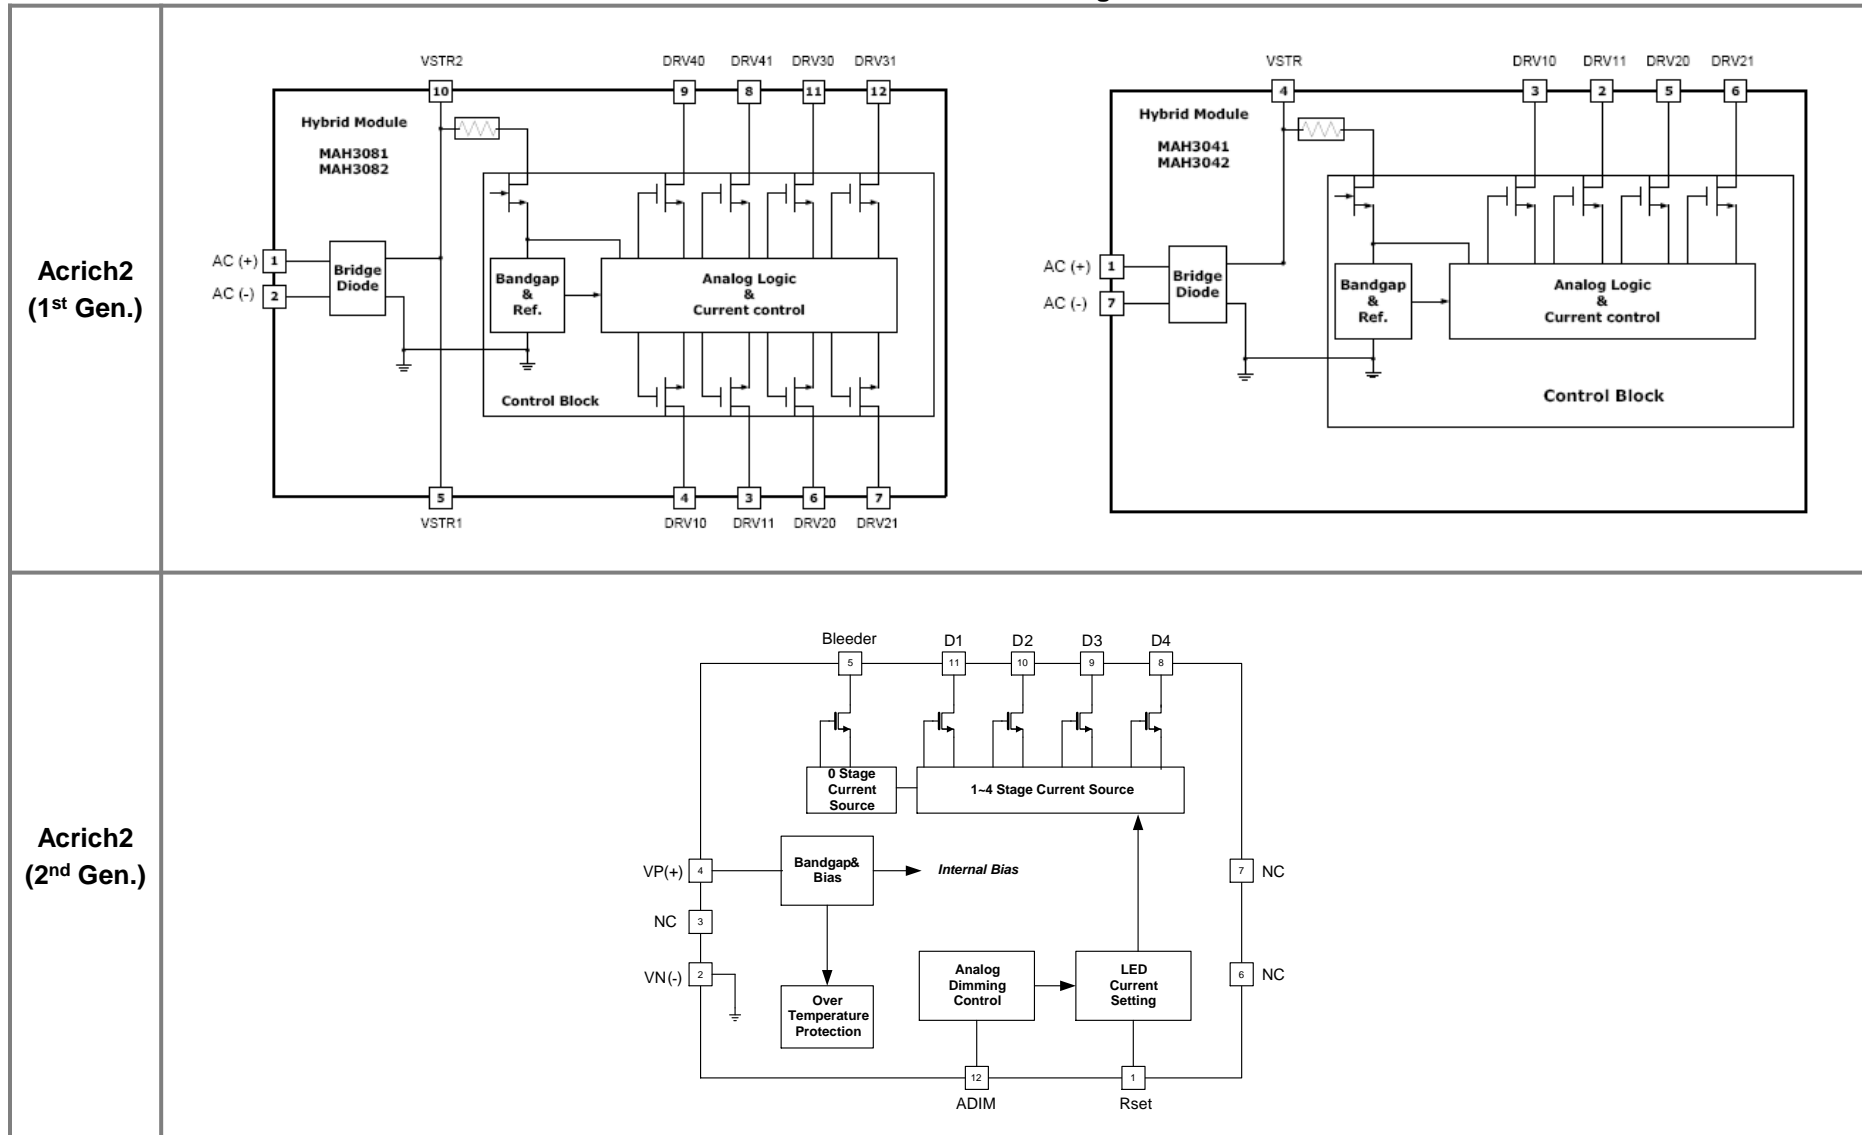 Acrich2
(1st Gen.)
VSTR2
DRV40
DRV41
DRV30
DRV31
10
9
8
11
12
Hybrid Module
MAH3081
MAH3082
AC (+)
1
AC (-)
2
Bridge
Diode
Bandgap
&
Ref.
Analog Logic
&
Current control
Control Block
5
4
3
6
7
VSTR1
DRV10
DRV11
DRV20
DRV21
VSTR
DRV10
DRV11
DRV20
DRV21
4
3
2
5
6
Hybrid Module
MAH3041
MAH3042
AC (+)
1
AC (-)
7
Bridge
Diode
Bandgap
&
Ref.
Analog Logic
&
Current control
Control Block
Acrich2
(2nd Gen.)
Bleeder
D1
D2
D3
D4
5
11
10
9
8
0 Stage
Current
Source
1~4 Stage Current Source
VP(+)
4
Bandgap&
Bias
Internal Bias
7
NC
NC
3
VN(-)
2
6
NC
Over
Temperature
Protection
Analog
Dimming
Control
LED
Current
Setting
12
1
ADIM
Rset